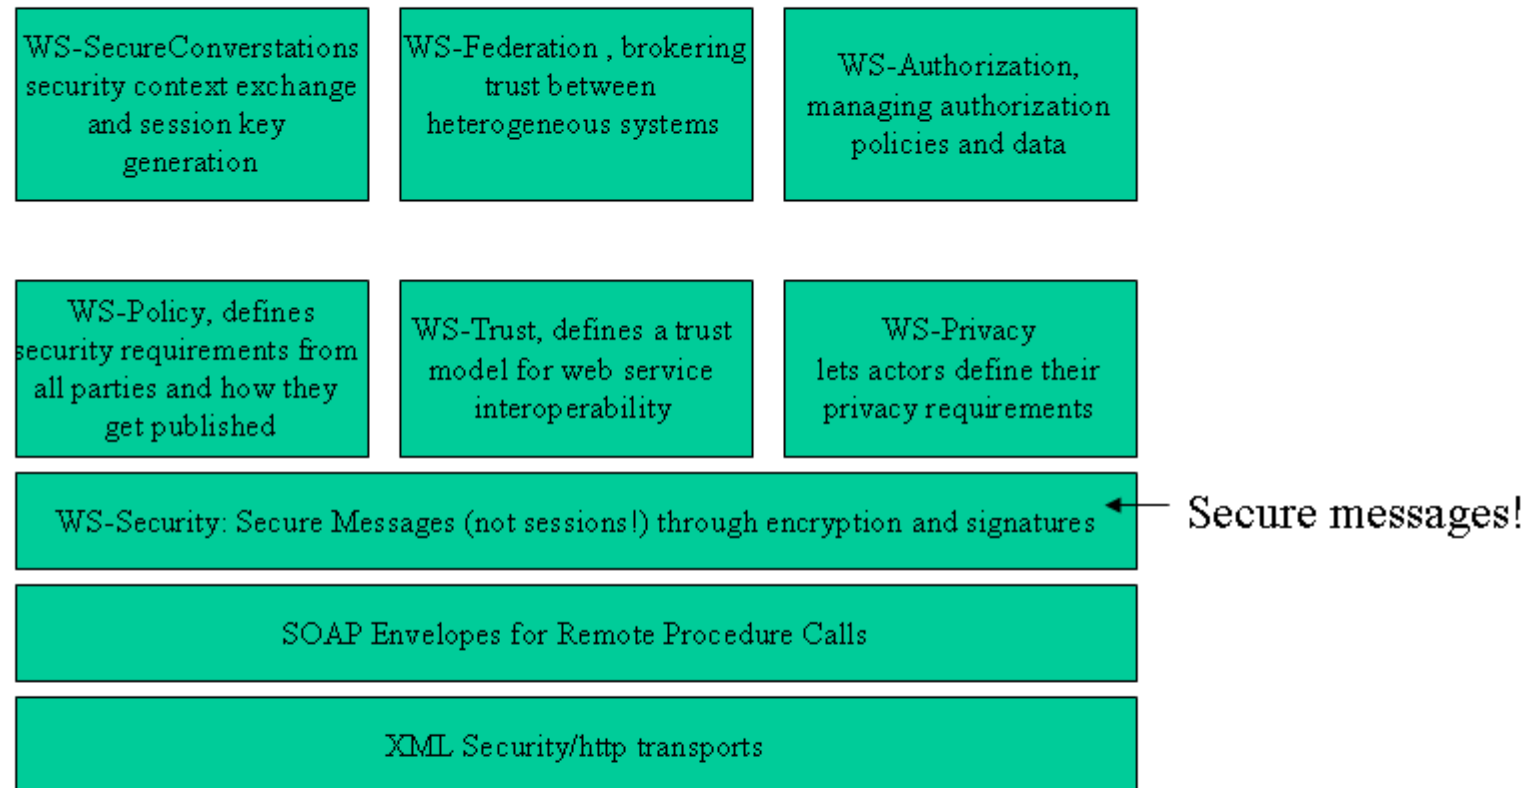 WS-SecureConverstations
security context exchange
and session key
generation
WS-Federation , brokering
trust between
heterogeneous systems
WS-Authorization,
managing authorization
policies and data
WS-Policy, defines
security requirements from
all parties and how they
get published
WS-Trust, defines a trust
model for web service
interoperability
WS-Privacy
lets actors define their
privacy requirements
WS-Security: Secure Messages (not sessions!) through encryption and signatures
Secure messages!
SOAP Envelopes for Remote Procedure Calls
XML Security/http transports